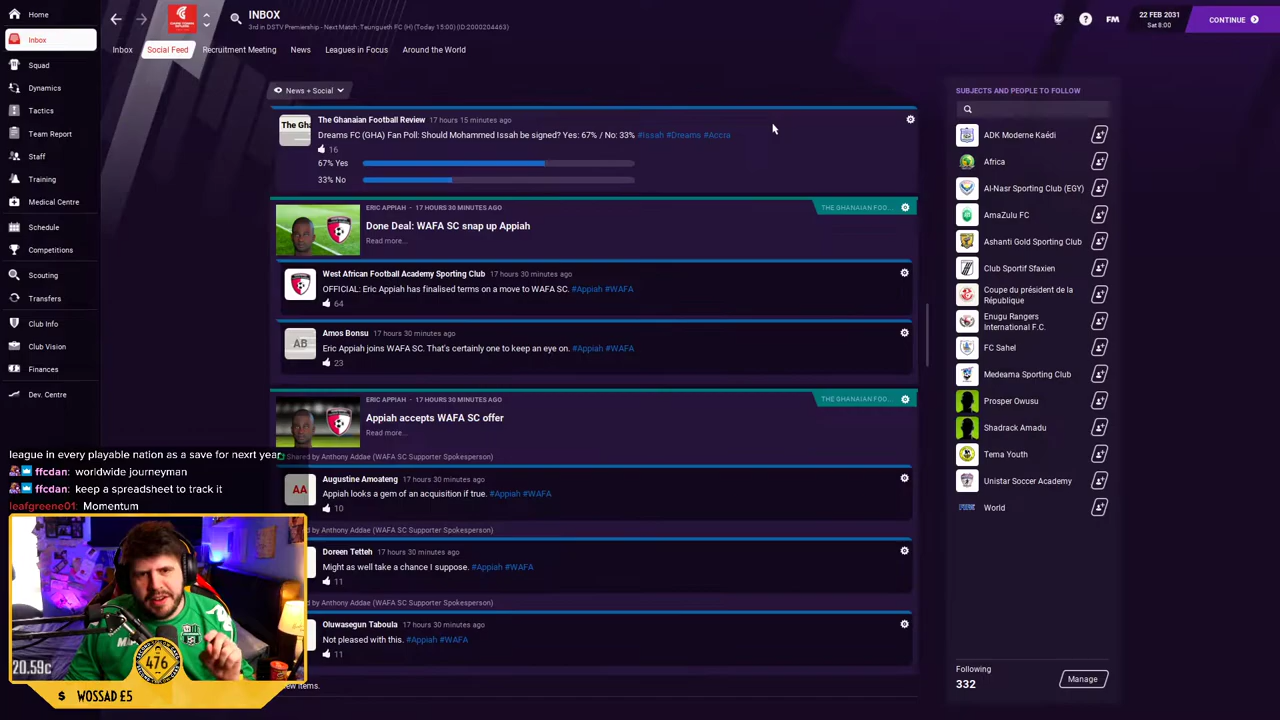 Home
Inbox
Squad
Dynamics
Tactics
Team Report
Staff
Training
Medical Centre
Schedule
Competitions
Scouting
Transfers
Club Info
Club Vision
Finances
Dev. Centre
INBOX
3rd in DSTV Premiership - Next Match: Teungueth FC (H) (Today 15:00) (ID:2000204463)
22 FEB 2031
Sat 8:00
FM
CONTINUE
Inbox
Social Feed
Recruitment Meeting
News
Leagues in Focus
Around the World
News + Social
The Gh
The Ghanaian Football Review 17 hours 15 minutes ago
Dreams FC (GHA) Fan Poll: Should Mohammed Issah be signed? Yes: 67% / No: 33% #Issah #Dreams #Accra
16
67% Yes
33% No
ERIC APPIAH - 17 HOURS 30 MINUTES AGO
THE GHANAIAN FOO...
Done Deal: WAFA SC snap up Appiah
Read more...
West African Football Academy Sporting Club 17 hours 30 minutes ago
OFFICIAL: Eric Appiah has finalised terms on a move to WAFA SC. #Appiah #WAFA
64
AB
Amos Bonsu 17 hours 30 minutes ago
Eric Appiah joins WAFA SC. That's certainly one to keep an eye on. #Appiah #WAFA
23
ERIC APPIAH - 17 HOURS 30 MINUTES AGO
THE GHANAIAN FOO...
Appiah accepts WAFA SC offer
Read more...
Shared by Anthony Addae (WAFA SC Supporter Spokesperson)
AA
Augustine Amoateng 17 hours 30 minutes ago
Appiah looks a gem of an acquisition if true. #Appiah #WAFA
10
d by Anthony Addae (WAFA SC Supporter Spokesperson)
Doreen Tetteh 17 hours 30 minutes ago
Might as well take a chance I suppose. #Appiah #WAFA
11
d by Anthony Addae (WAFA SC Supporter Spokesperson)
Oluwasegun Taboula 17 hours 30 minutes ago
Not pleased with this. #Appiah #WAFA
11
ew items.
SUBJECTS AND PEOPLE TO FOLLOW
ADK Moderne Kaédi
Africa
Al-Nasr Sporting Club (EGY)
AmaZulu FC
Ashanti Gold Sporting Club
Club Sportif Sfaxien
Coupe du président de la
République
Enugu Rangers
International F.C.
FC Sahel
Medeama Sporting Club
Prosper Owusu
Shadrack Amadu
Tema Youth
Unistar Soccer Academy
World
Following
332
Manage
league in every playable nation as a save for nexrt year
ffcdan: worldwide journeyman
ffcdan: keep a spreadsheet to track it
leafgreene01: Momentum
20.59c
476
$ WOSSAD £5